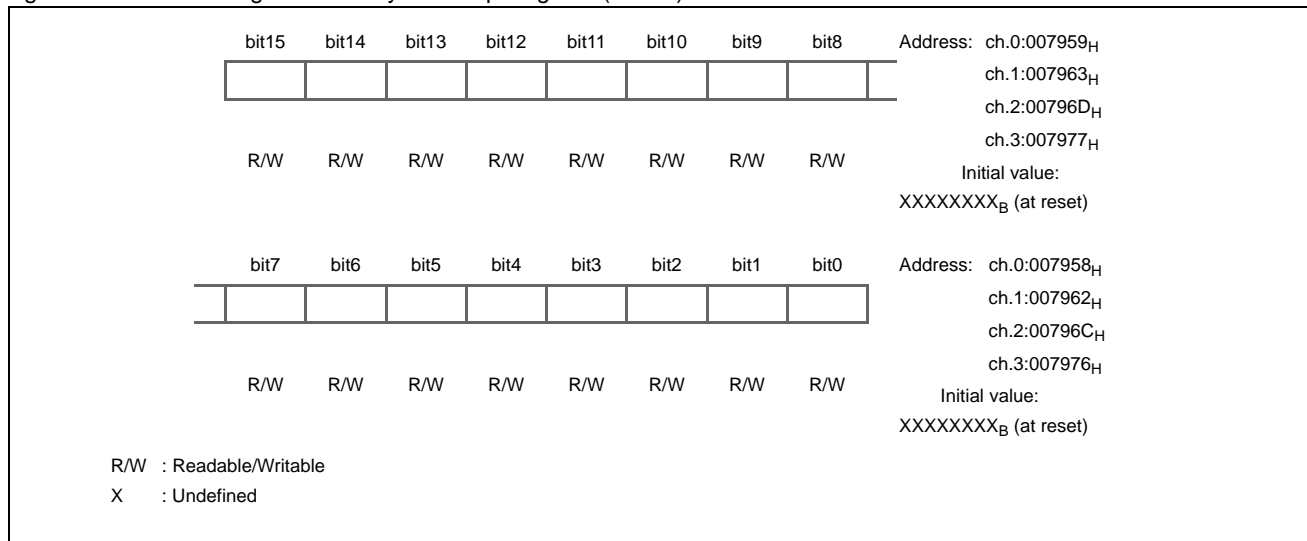 bit15 bit14 bit13 bit12 bit11 bit10 bit9 bit8 Address: ch.0:007959H
ch.1:007963H
ch.2:00796DH
ch.3:007977H
R/W R/W R/W R/W R/W R/W R/W R/W
Initial value:
XXXXXXXXB (at reset)
bit7 bit6 bit5 bit4 bit3 bit2 bit1 bit0 Address: ch.0:007958H
ch.1:007962H
ch.2:00796CH
ch.3:007976H
R/W R/W R/W R/W R/W R/W R/W R/W
Initial value:
XXXXXXXXB (at reset)
R/W : Readable/Writable
X : Undefined